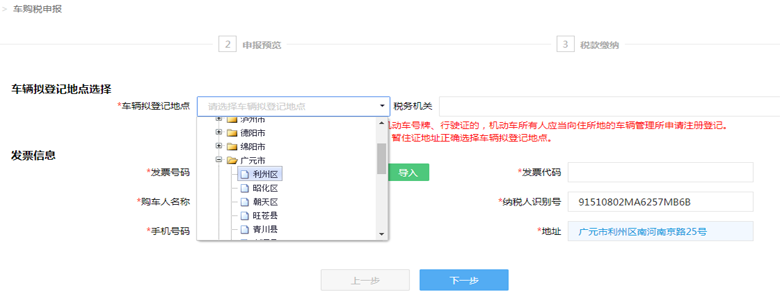 > 车购税申报
2 申报预览
3 税款缴纳
车辆拟登记地点选择
*车辆拟登记地点 请选择车辆拟登记地点 税务机关
泸州市
德阳市
绵阳市
广元市
利州区
昭化区
朝天区
旺苍县
青川县
机动车号牌、行驶证的，机动车所有人应当向住所地的车辆管理所申请注册登记。
暂住证地址正确选择车辆拟登记地点。
发票信息
*发票号码 导入 *发票代码
*购车人名称 *纳税人识别号 91510802MA6257MB6B
*手机号码 *地址 广元市利州区南河南京路25号
上一步 下一步